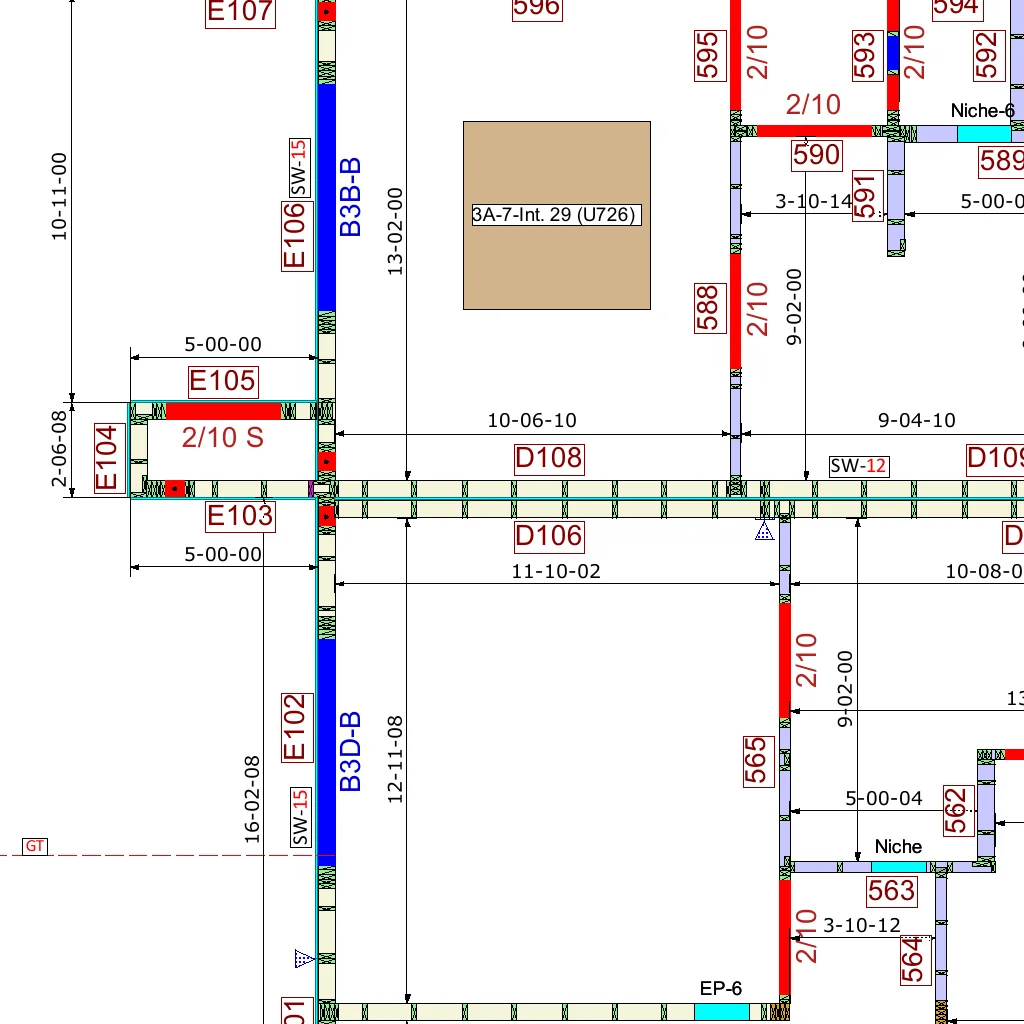 E107
596
594
595
2/10
593
2/10
592
2/10
Niche-6
590
589
10-11-00
SW-15
E106
B3B-B
13-02-00
3A-7-Int. 29 (U726)
3-10-14
591
5-00-0
588
2/10
9-02-00
5-00-00
E105
2/10 S
2-06-08
E104
10-06-10
9-04-10
D108
SW-12
D109
E103
D106
D
5-00-00
11-10-02
10-08-0
2/10
9-02-00
E102
B3D-B
12-11-08
565
13
16-02-08
SW-15
5-00-04
562
GT
Niche
563
2/10
3-10-12
564
EP-6
01